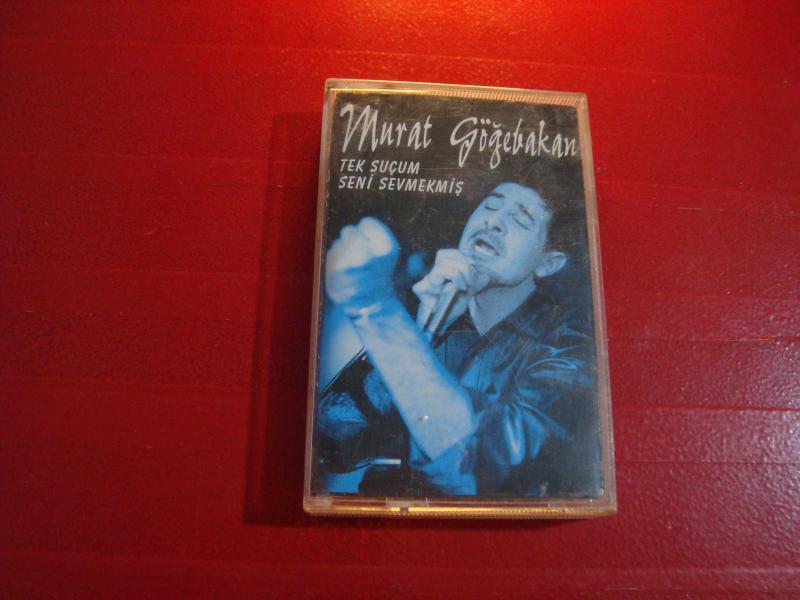 Murat Göğebakan
TEK SUÇUM
SENİ SEVMEKMİŞ